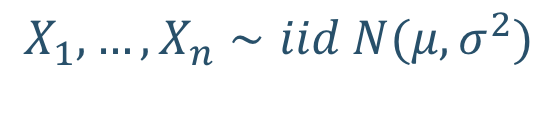 X₁, … , Xₙ ~ iid N(μ, σ²)